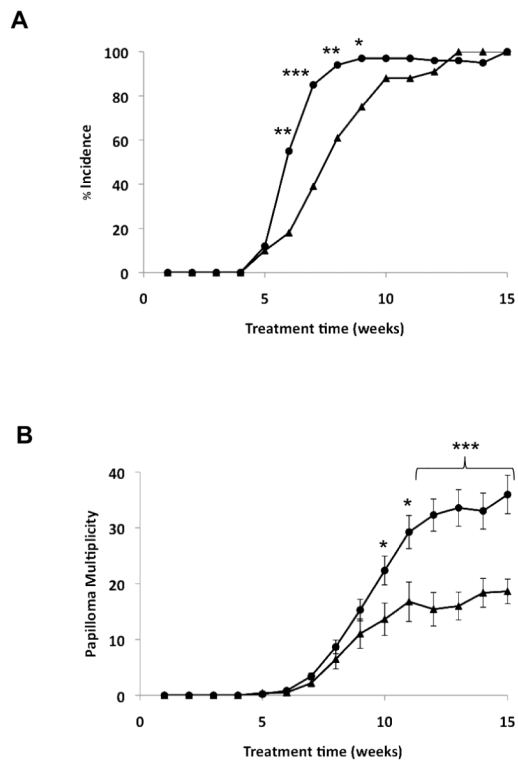 A
100
80
60
40
20
0
% Incidence
**
***
**
*
0 5 10 15
Treatment time (weeks)
B
40
30
20
10
0
Papilloma Multiplicity
*
*
***
0 5 10 15
Treatment time (weeks)